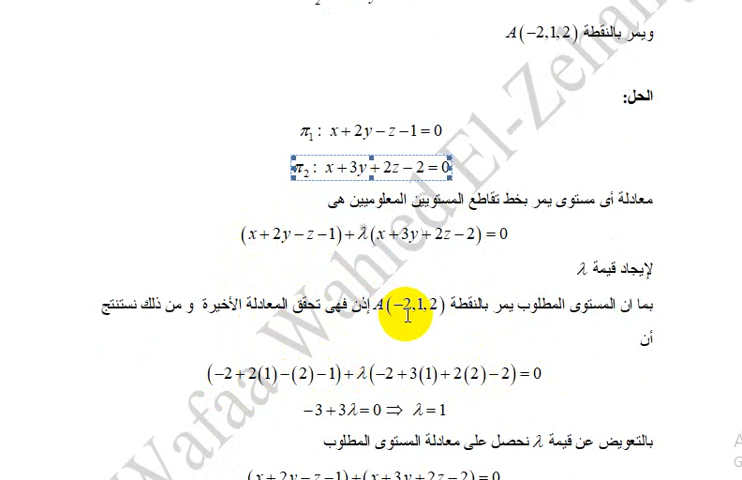 ويمر بالنقطة A(−2,1,2)
الحل:
π₁ : x+2y−z−1=0
π₂ : x+3y+2z−2=0
معادلة أى مستوى يمر بخط تقاطع المستويين المعلوميين هى
(x+2y−z−1)+λ(x+3y+2z−2)=0
لإيجاد قيمة λ
بما ان المستوى المطلوب يمر بالنقطة A(−2,1,2) إذن فهى تحقق المعادلة الأخيرة و من ذلك نستنتج
أن
(−2+2(1)−(2)−1)+λ(−2+3(1)+2(2)−2)=0
−3+3λ=0 ⇒ λ=1
بالتعويض عن قيمة λ نحصل على معادلة المستوى المطلوب
(x+2y−z−1)+(x+3y+2z−2)=0
Wafaa Wahied El-Zehan